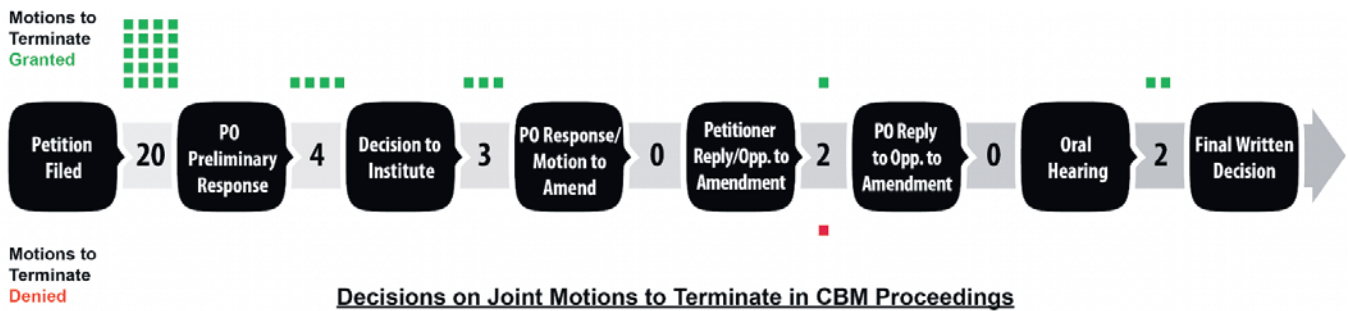 Motions to
Terminate
Granted
Petition
Filed
20
PO
Preliminary
Response
4
Decision to
Institute
3
PO Response/
Motion to
Amend
0
Petitioner
Reply/Opp. to
Amendment
2
PO Reply
to Opp. to
Amendment
0
Oral
Hearing
2
Final Written
Decision
Motions to
Terminate
Denied
Decisions on Joint Motions to Terminate in CBM Proceedings